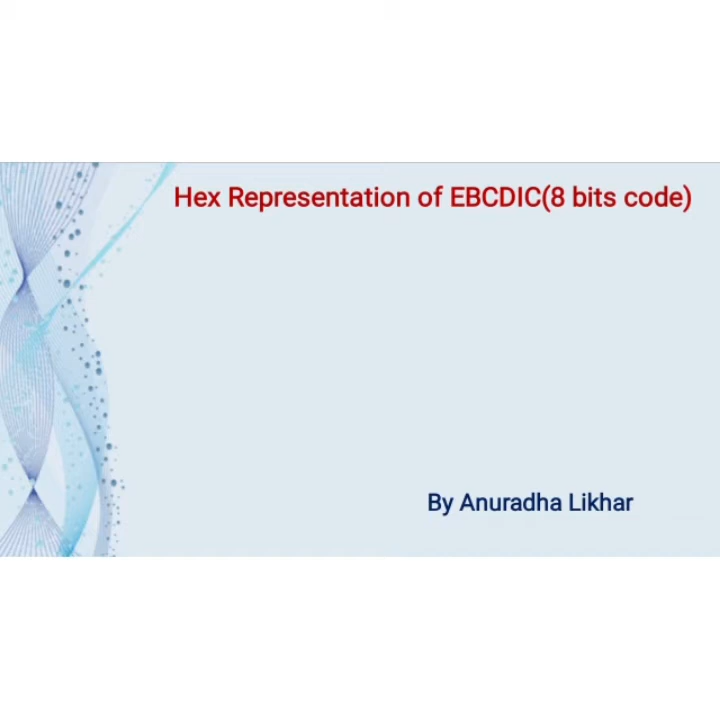 Hex Representation of EBCDIC(8 bits code)
By Anuradha Likhar